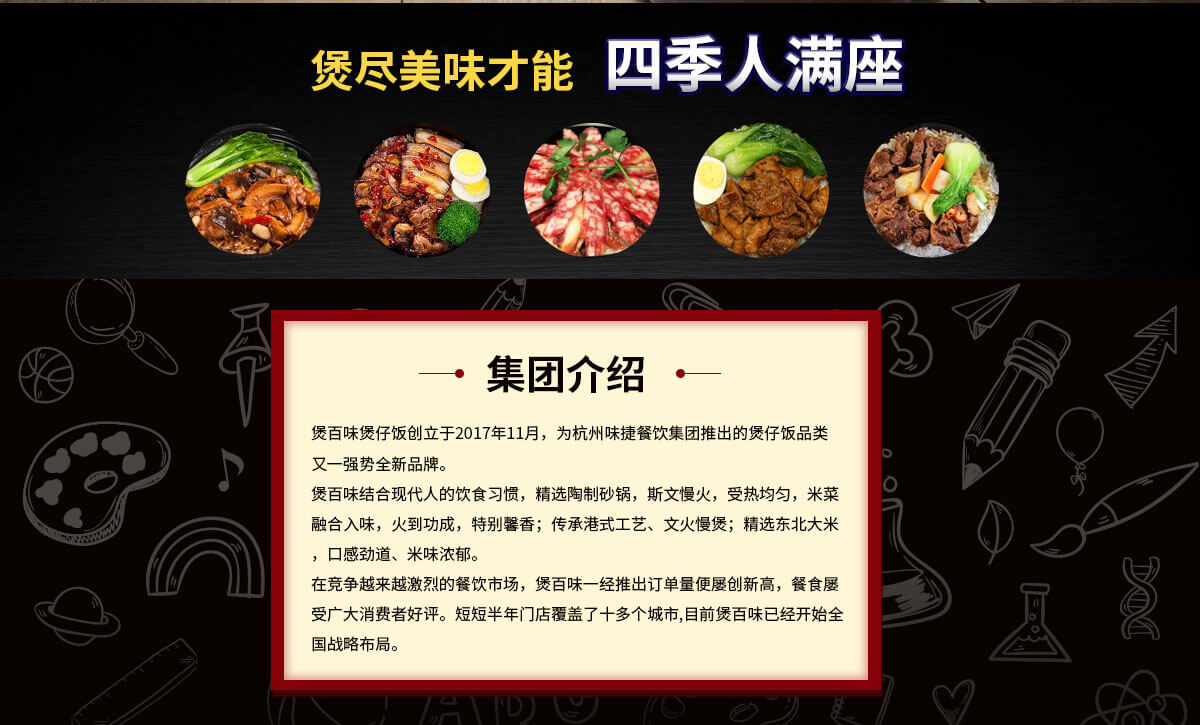 煲尽美味才能 四季人满座
集团介绍
煲百味煲仔饭创立于2017年11月，为杭州味捷餐饮集团推出的煲仔饭品类
又一强势全新品牌。
煲百味结合现代人的饮食习惯，精选陶制砂锅，斯文慢火，受热均匀，米菜
融合入味，火到功成，特别馨香；传承港式工艺、文火慢煲；精选东北大米
，口感劲道、米味浓郁。
在竞争越来越激烈的餐饮市场，煲百味一经推出订单量便屡创新高，餐食屡
受广大消费者好评。短短半年门店覆盖了十多个城市,目前煲百味已经开始全
国战略布局。